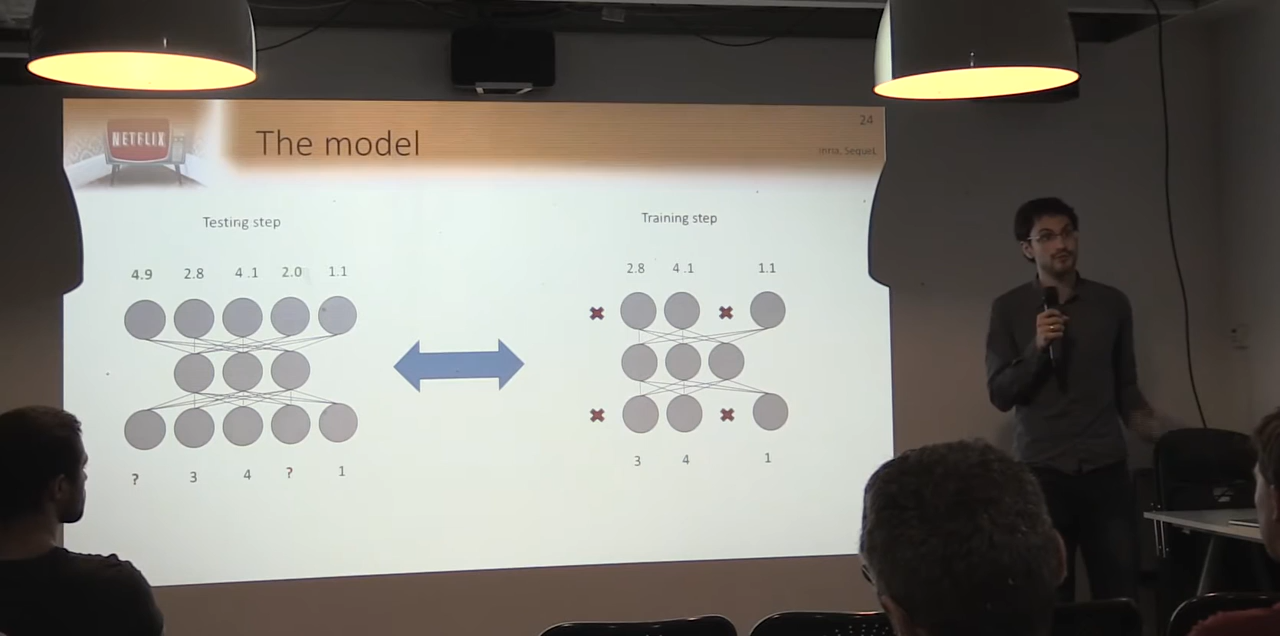 NETFLIX
The model
24
Inria, SequeL
Testing step
4.9 2.8 4.1 2.0 1.1
? 3 4 ? 1
Training step
2.8 4.1 1.1
3 4 1